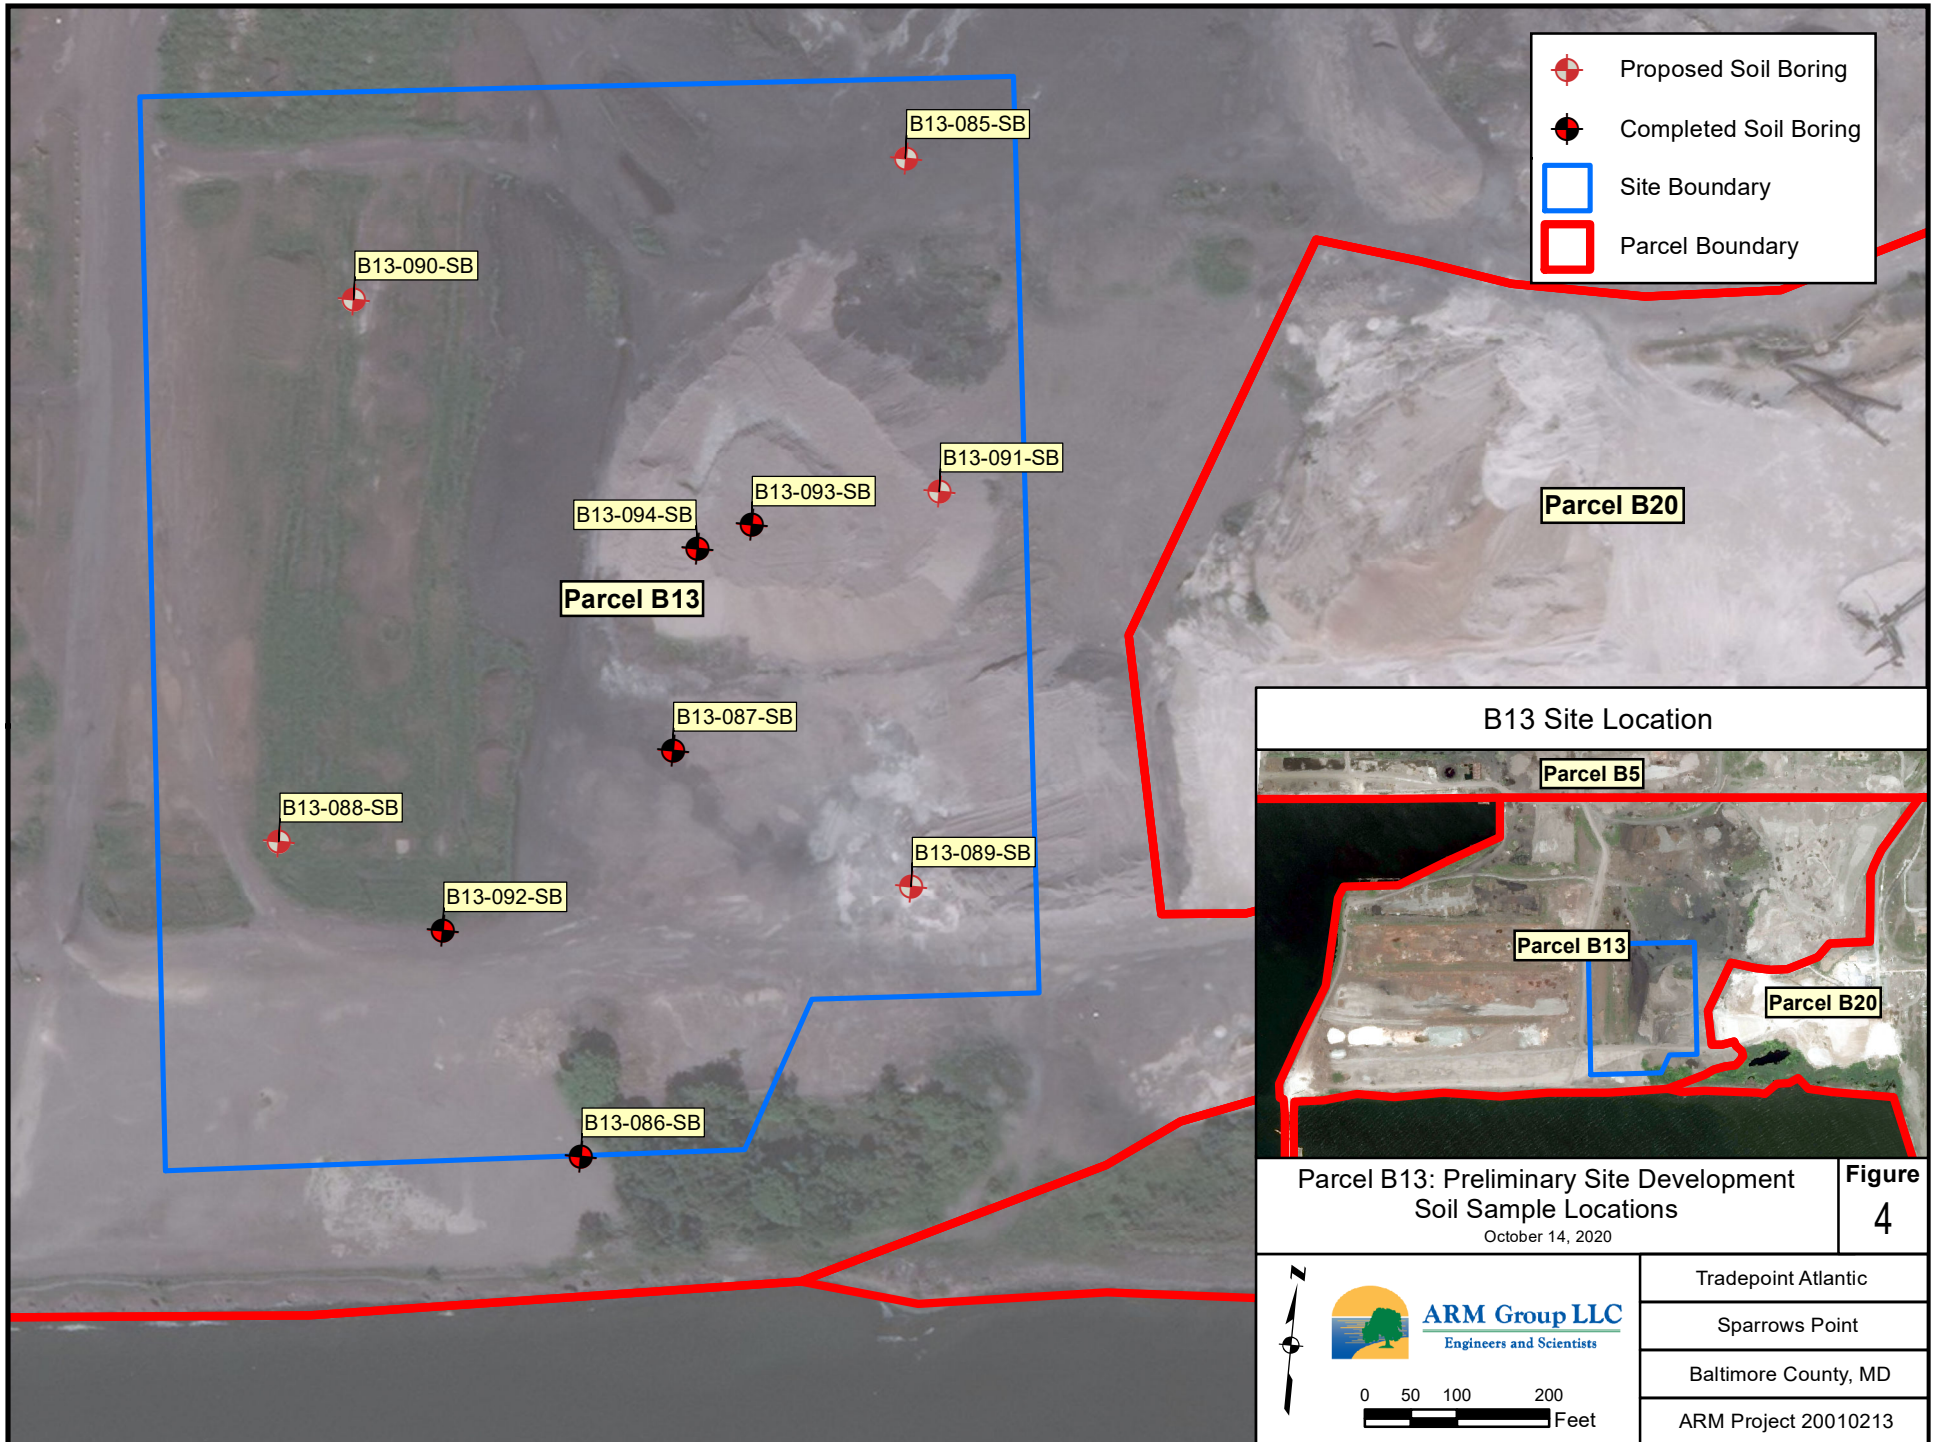 Proposed Soil Boring
Completed Soil Boring
Site Boundary
Parcel Boundary
B13-085-SB
B13-090-SB
B13-091-SB
B13-093-SB
B13-094-SB
Parcel B13
Parcel B20
B13-087-SB
B13-088-SB
B13-089-SB
B13-092-SB
B13-086-SB
B13 Site Location
Parcel B5
Parcel B13
Parcel B20
Parcel B13: Preliminary Site Development
Soil Sample Locations
October 14, 2020
Figure
4
N
ARM Group LLC
Engineers and Scientists
0 50 100 200
Feet
Tradepoint Atlantic
Sparrows Point
Baltimore County, MD
ARM Project 20010213